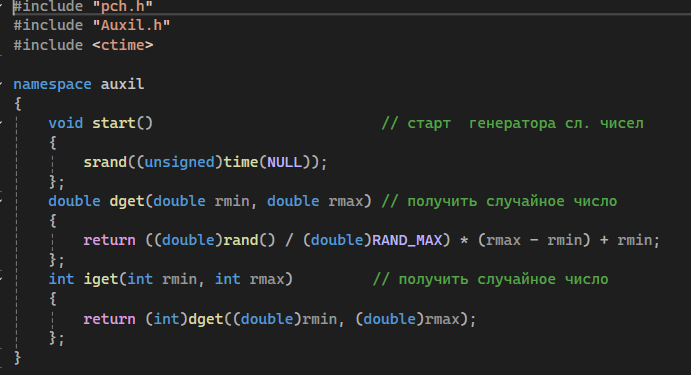 #include "pch.h"
#include "Auxil.h"
#include <ctime>
namespace auxil
{
void start() // старт генератора сл. чисел
{
srand((unsigned)time(NULL));
};
double dget(double rmin, double rmax) // получить случайное число
{
return ((double)rand() / (double)RAND_MAX) * (rmax - rmin) + rmin;
};
int iget(int rmin, int rmax) // получить случайное число
{
return (int)dget((double)rmin, (double)rmax);
};
}